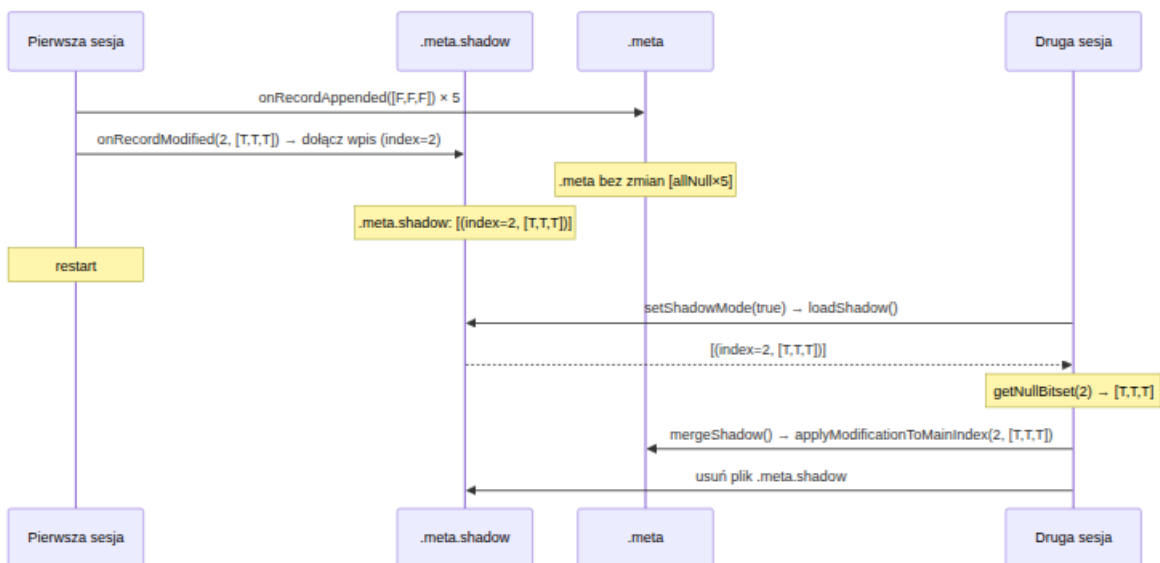 Pierwsza sesja
.meta.shadow
.meta
Druga sesja
onRecordAppended([F,F,F]) × 5
onRecordModified(2, [T,T,T]) → dołącz wpis (index=2)
.meta bez zmian [allNull×5]
.meta.shadow: [(index=2, [T,T,T])]
restart
setShadowMode(true) → loadShadow()
[(index=2, [T,T,T])]
getNullBitset(2) → [T,T,T]
mergeShadow() → applyModificationToMainIndex(2, [T,T,T])
usuń plik .meta.shadow
Pierwsza sesja
.meta.shadow
.meta
Druga sesja